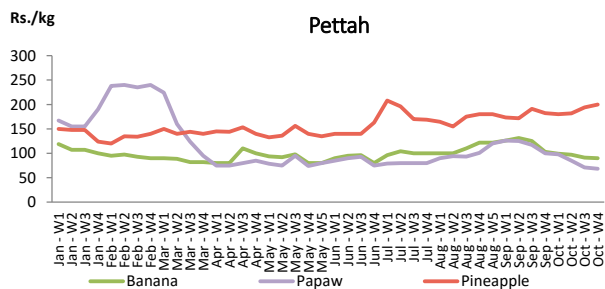 Rs./kg
Pettah
300
250
200
150
100
50
0
Jan - W1
Jan - W2
Jan - W3
Jan - W4
Feb - W1
Feb - W2
Feb - W3
Feb - W4
Mar - W1
Mar - W2
Mar - W3
Mar - W4
Apr - W1
Apr - W2
Apr - W3
Apr - W4
May - W1
May - W2
May - W3
May - W4
May - W5
Jun - W1
Jun - W2
Jun - W3
Jun - W4
Jul - W1
Jul - W2
Jul - W3
Jul - W4
Aug - W1
Aug - W2
Aug - W3
Aug - W4
Aug - W5
Sep - W1
Sep - W2
Sep - W3
Sep - W4
Oct - W1
Oct - W2
Oct - W3
Oct - W4
Banana
Papaw
Pineapple